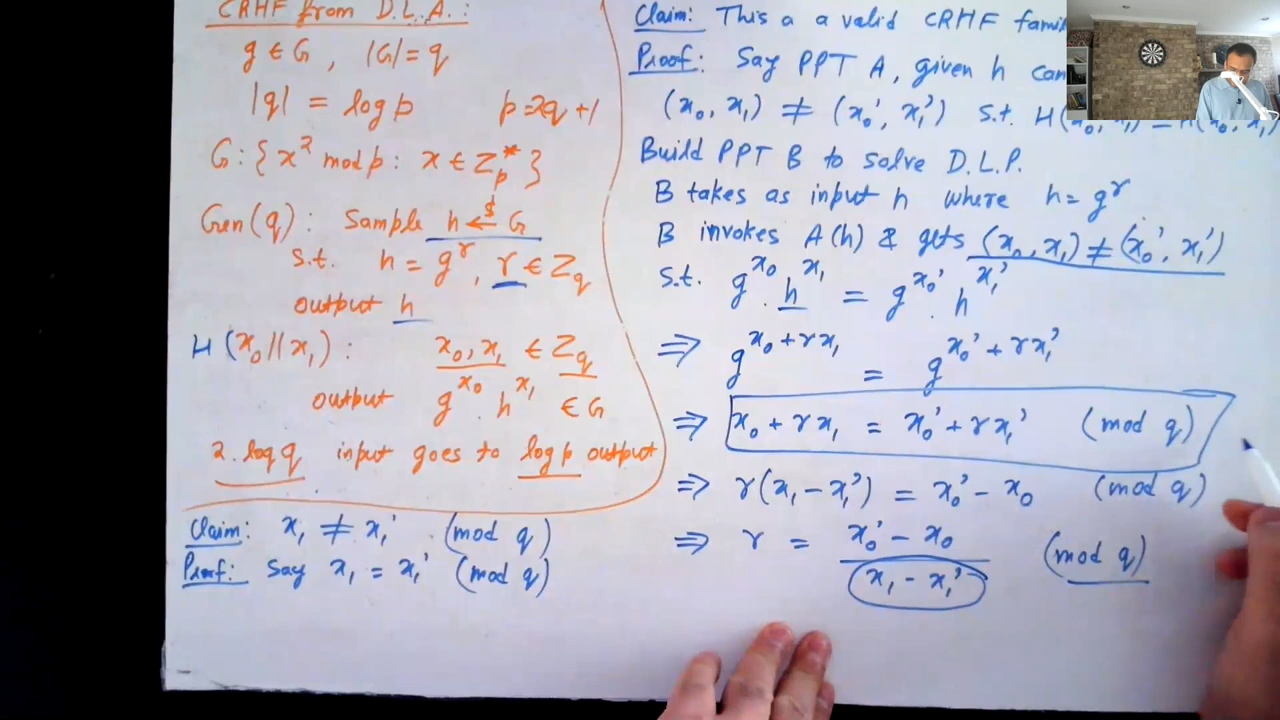 CRHF from D.L.A.:
g ∈ G, |G| = q
|q| = log p    p = 2q + 1
G: {x² mod p : x ∈ Z_p^*}
Gen(q): Sample h ←$ G
s.t. h = g^r, r ∈ Z_q
output h
H(x₀ || x₁): x₀, x₁ ∈ Z_q
output g^x₀ · h^x₁ ∈ G
2·log q input goes to log p output
Claim: x₁ ≠ x₁' (mod q)
Proof: Say x₁ = x₁' (mod q)
Claim: This a a valid CRHF
Proof: Say PPT A, given h can
(x₀, x₁) ≠ (x₀', x₁') s.t.
Build PPT B to solve D.L.P.
B takes as input h where h = g^r
B invokes A(h) & gets (x₀, x₁) ≠ (x₀', x₁')
s.t. g^x₀ · h^x₁ = g^x₀' · h^x₁'
⇒ g^(x₀ + r x₁) = g^(x₀' + r x₁')
⇒ x₀ + r x₁ = x₀' + r x₁' (mod q)
⇒ r(x₁ − x₁') = x₀' − x₀ (mod q)
⇒ r = x₀' − x₀ / x₁ − x₁' (mod q)